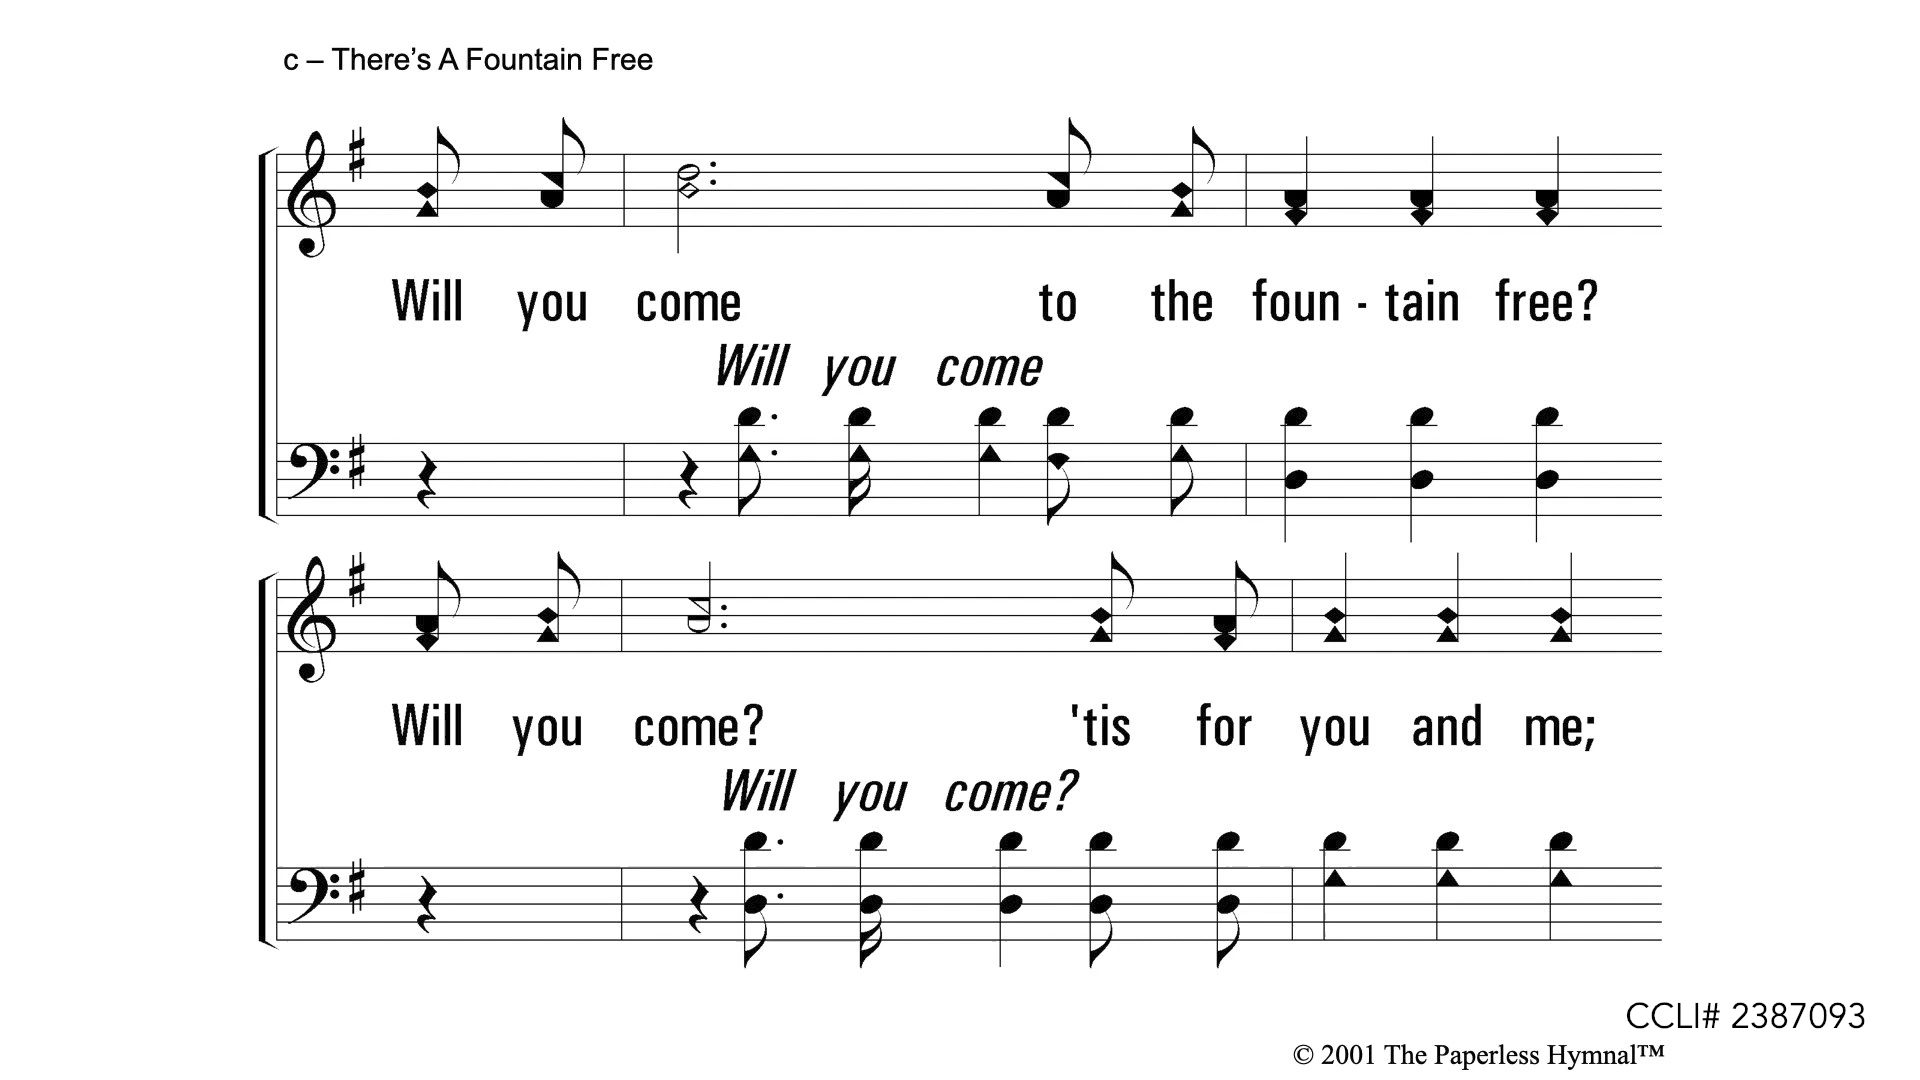 c – There’s A Fountain Free
Will you come to the foun - tain free?
Will you come
Will you come? 'tis for you and me;
Will you come?
CCLI# 2387093
© 2001 The Paperless Hymnal™